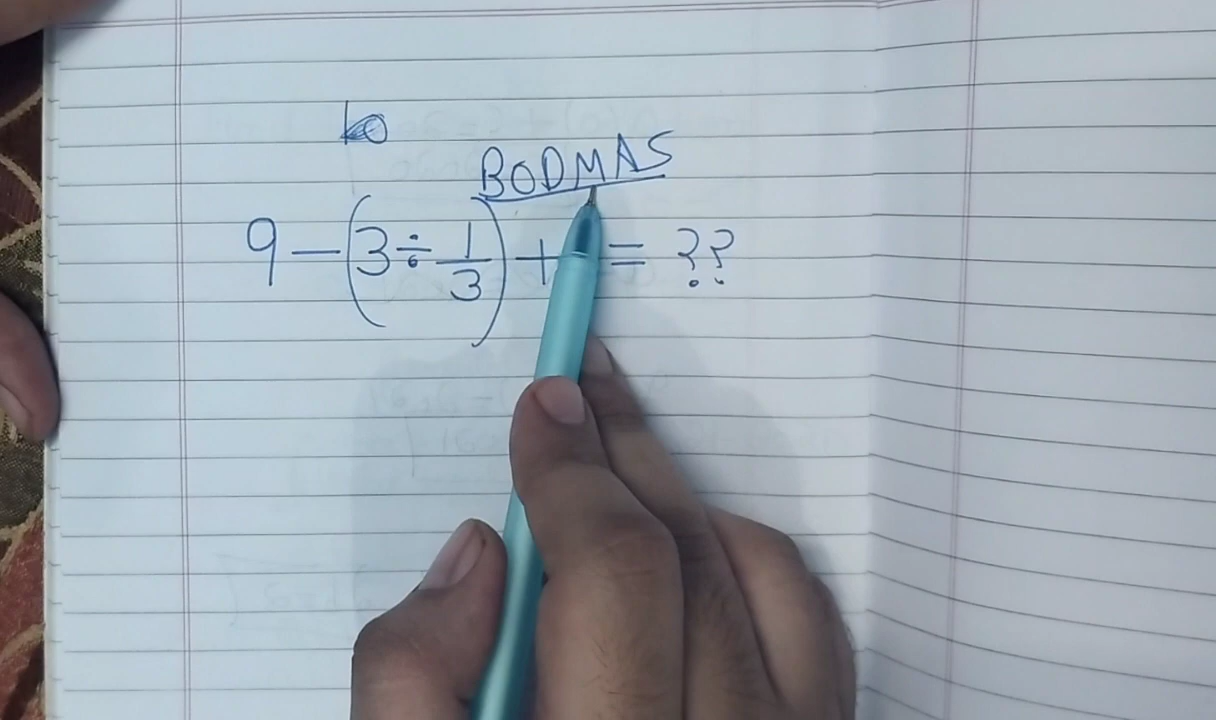 BODMAS
9 - (3 ÷ 1/3) + = ??